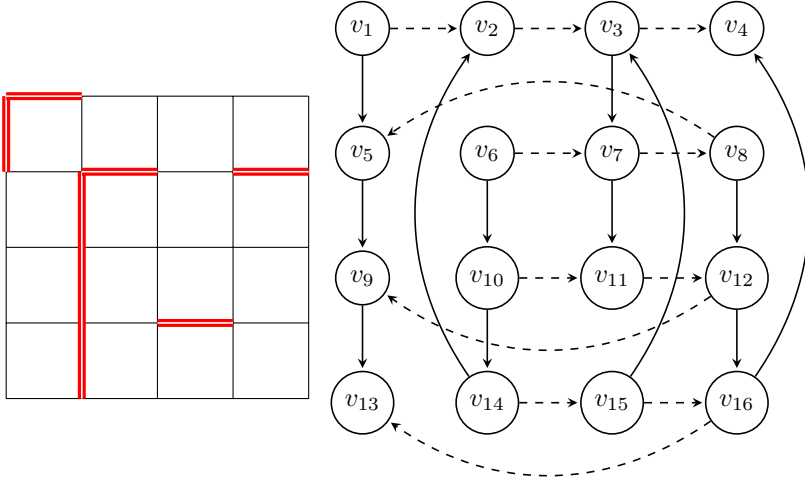 v₁ v₂ v₃ v₄
v₅ v₆ v₇ v₈
v₉ v₁₀ v₁₁ v₁₂
v₁₃ v₁₄ v₁₅ v₁₆